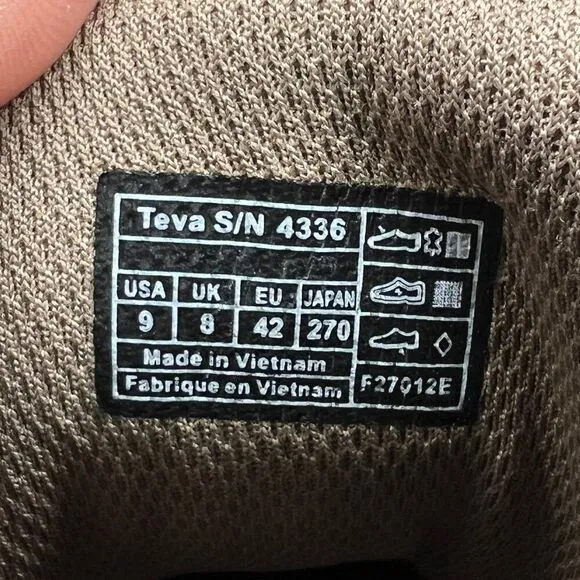 Teva S/N 4336
USA UK EU JAPAN
9 8 42 270
Made in Vietnam
Fabrique en Vietnam
F27012E